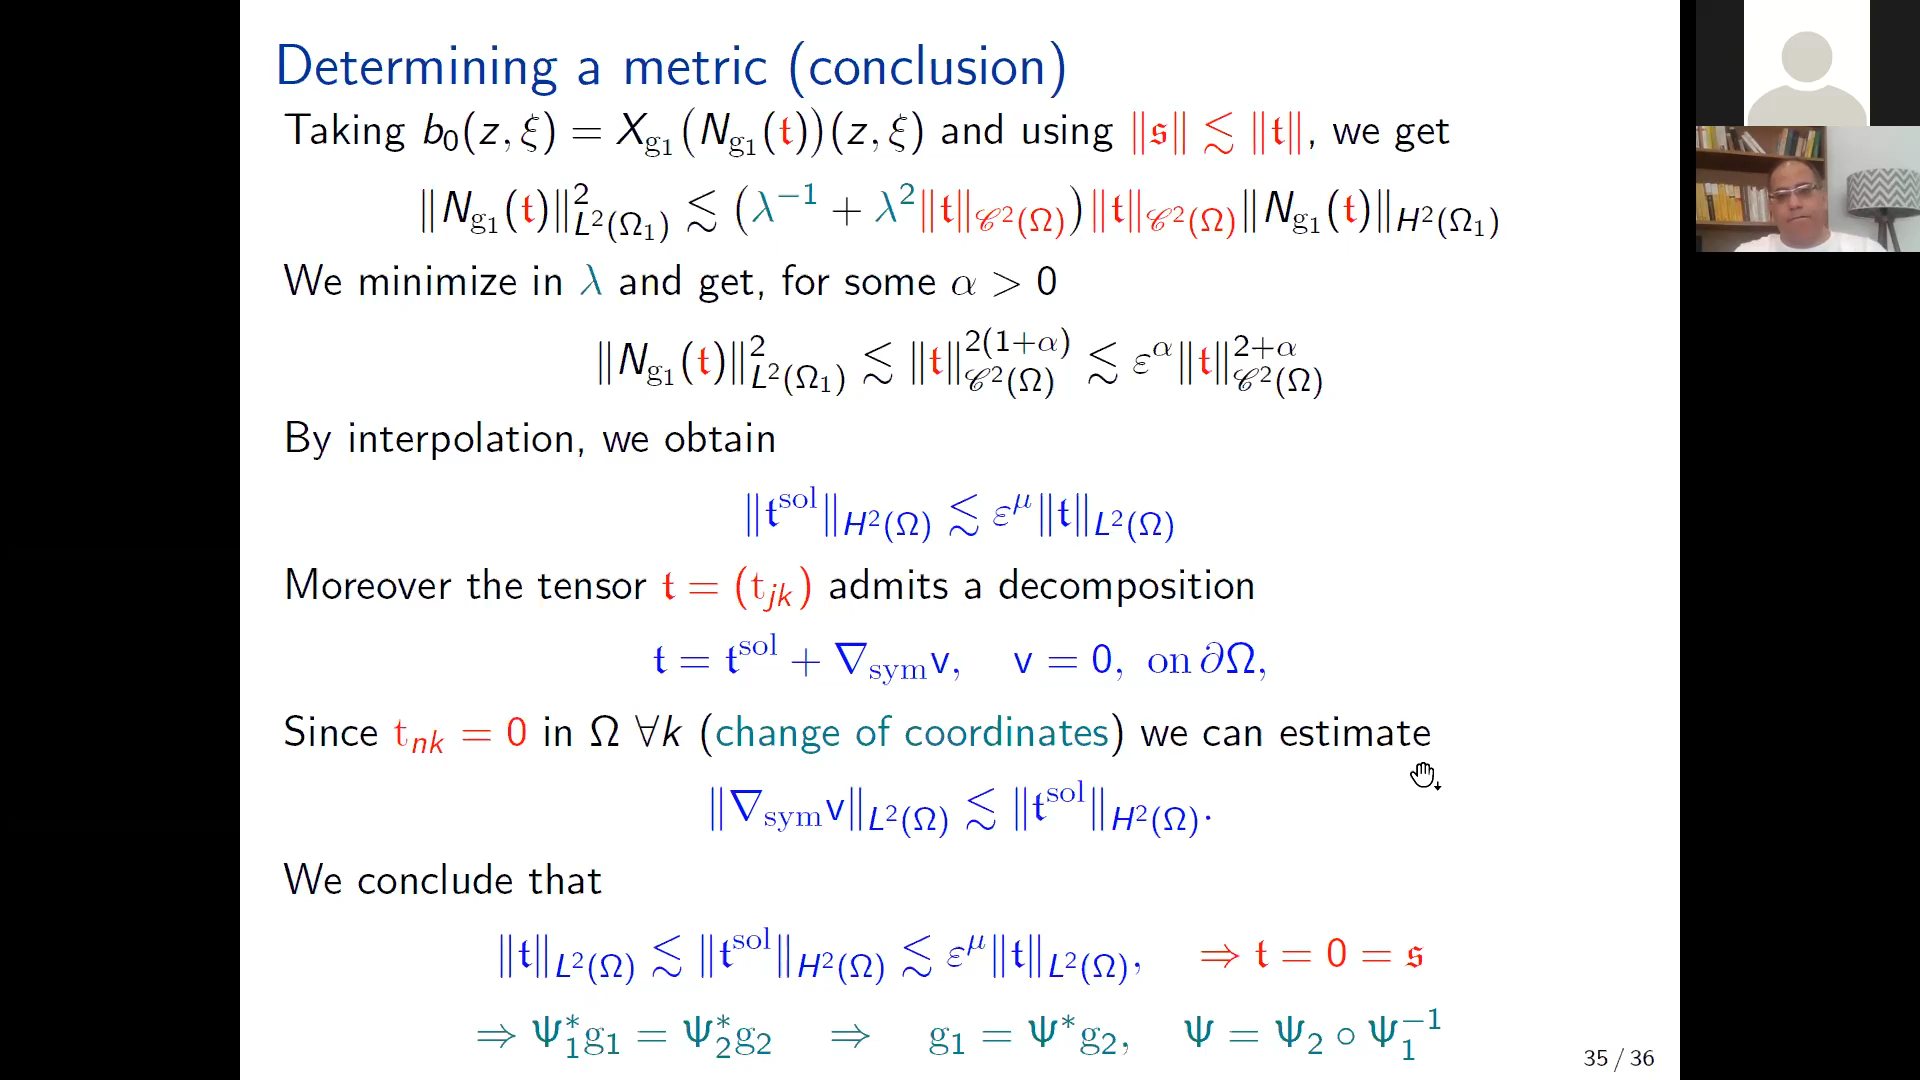 Determining a metric (conclusion)
Taking b₀(z, ξ) = X_{g₁}(N_{g₁}(𝔱))(z, ξ) and using ‖𝔰‖ ≲ ‖𝔱‖, we get
‖N_{g₁}(𝔱)‖²_{L²(Ω₁)} ≲ (λ⁻¹ + λ²‖𝔱‖_{𝒞²(Ω)})‖𝔱‖_{𝒞²(Ω)}‖N_{g₁}(𝔱)‖_{H²(Ω₁)}
We minimize in λ and get, for some α > 0
‖N_{g₁}(𝔱)‖²_{L²(Ω₁)} ≲ ‖𝔱‖^{2(1+α)}_{𝒞²(Ω)} ≲ ε^α‖𝔱‖^{2+α}_{𝒞²(Ω)}
By interpolation, we obtain
‖𝔱^{sol}‖_{H²(Ω)} ≲ ε^μ‖𝔱‖_{L²(Ω)}
Moreover the tensor 𝔱 = (t_{jk}) admits a decomposition
𝔱 = 𝔱^{sol} + ∇_{sym}v, v = 0, on ∂Ω,
Since t_{nk} = 0 in Ω ∀k (change of coordinates) we can estimate
‖∇_{sym}v‖_{L²(Ω)} ≲ ‖𝔱^{sol}‖_{H²(Ω)}.
We conclude that
‖𝔱‖_{L²(Ω)} ≲ ‖𝔱^{sol}‖_{H²(Ω)} ≲ ε^μ‖𝔱‖_{L²(Ω)}, ⇒ 𝔱 = 0 = 𝔰
⇒ Ψ₁*g₁ = Ψ₂*g₂ ⇒ g₁ = Ψ*g₂, Ψ = Ψ₂ ∘ Ψ₁⁻¹
35 / 36